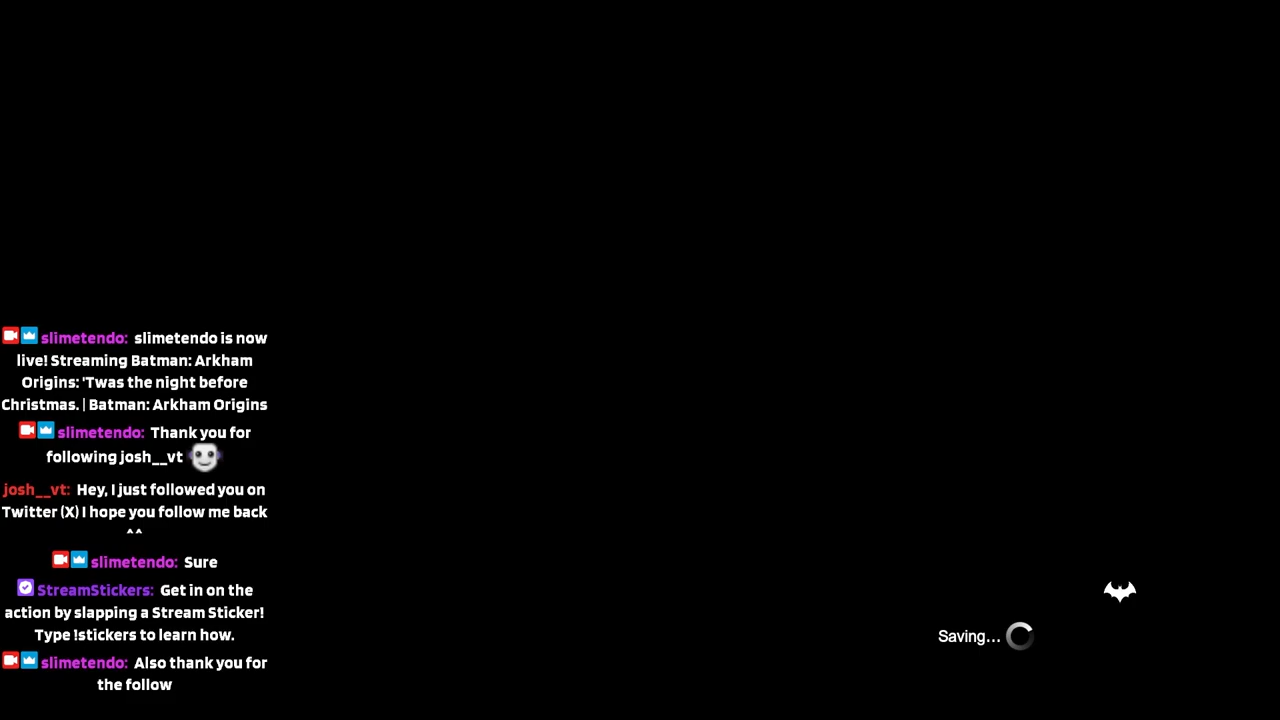 slimetendo: slimetendo is now
live! Streaming Batman: Arkham
Origins: 'Twas the night before
Christmas. | Batman: Arkham Origins
slimetendo: Thank you for
following josh__vt
josh__vt: Hey, I just followed you on
Twitter (X) I hope you follow me back
^^
slimetendo: Sure
StreamStickers: Get in on the
action by slapping a Stream Sticker!
Type !stickers to learn how.
slimetendo: Also thank you for
the follow
Saving...